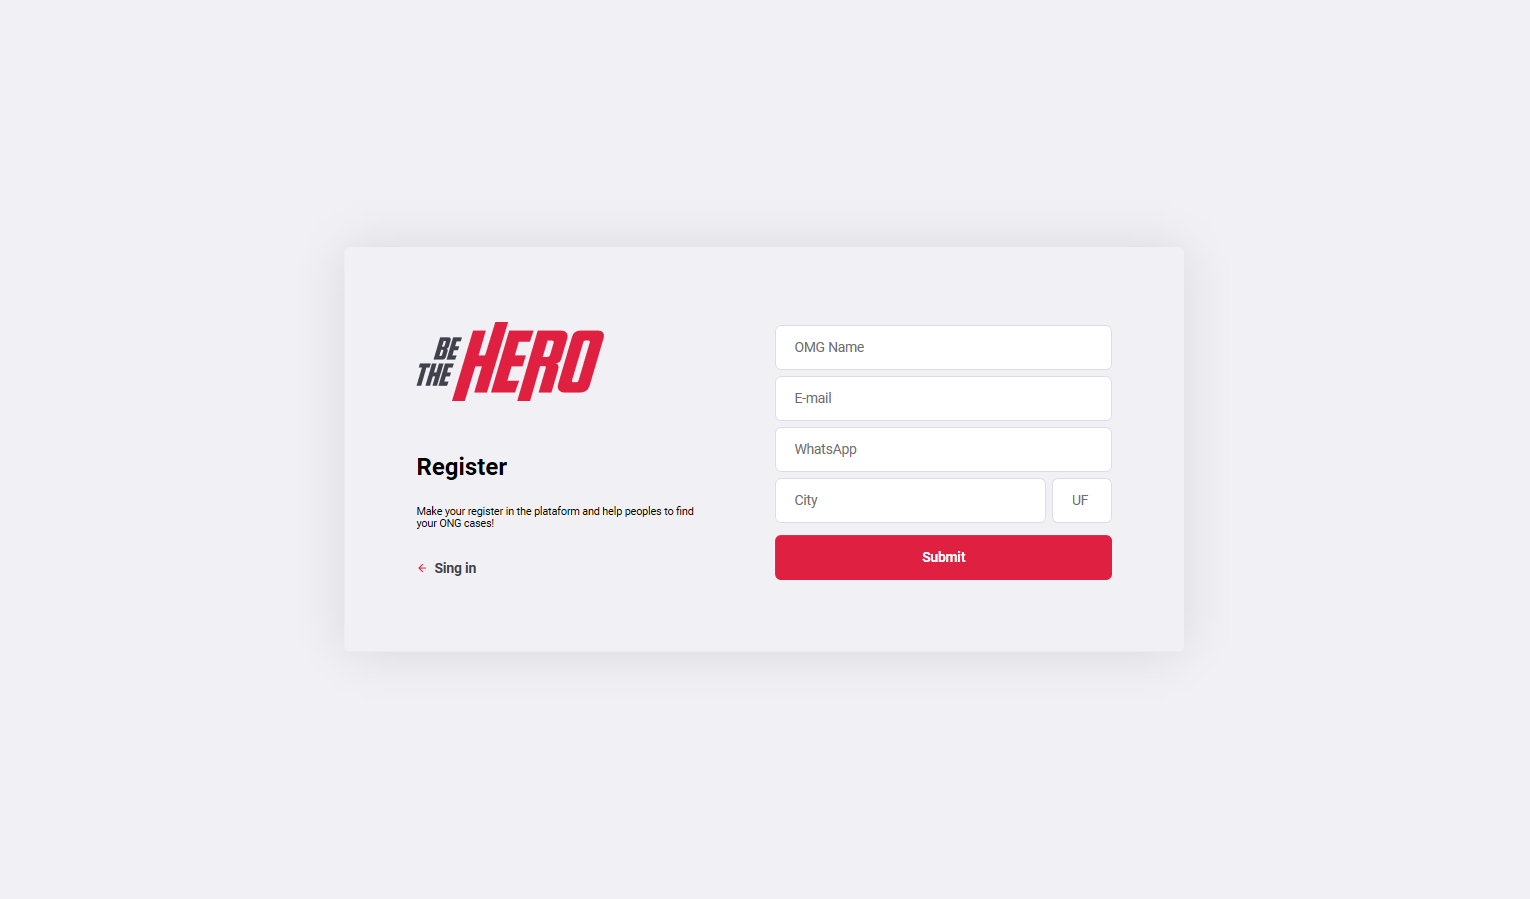 BE
THE HERO
Register
Make your register in the plataform and help peoples to find
your ONG cases!
Sing in
OMG Name
E-mail
WhatsApp
City
UF
Submit